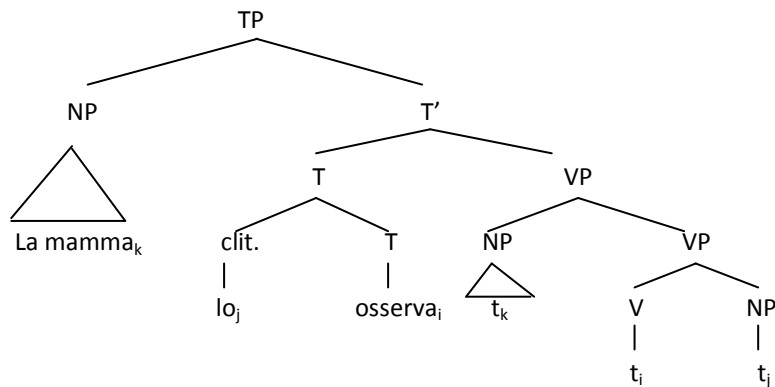 TP
NP T’
T VP
La mamma_k clit. T NP VP
lo_j osserva_i t_k V NP
t_i t_j